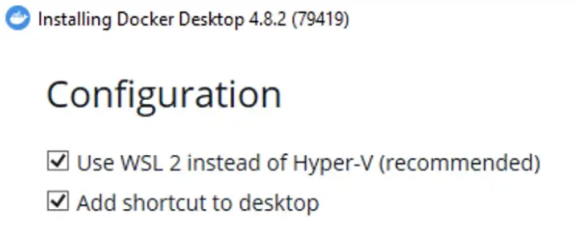 Installing Docker Desktop 4.8.2 (79419)
Configuration
Use WSL 2 instead of Hyper-V (recommended)
Add shortcut to desktop